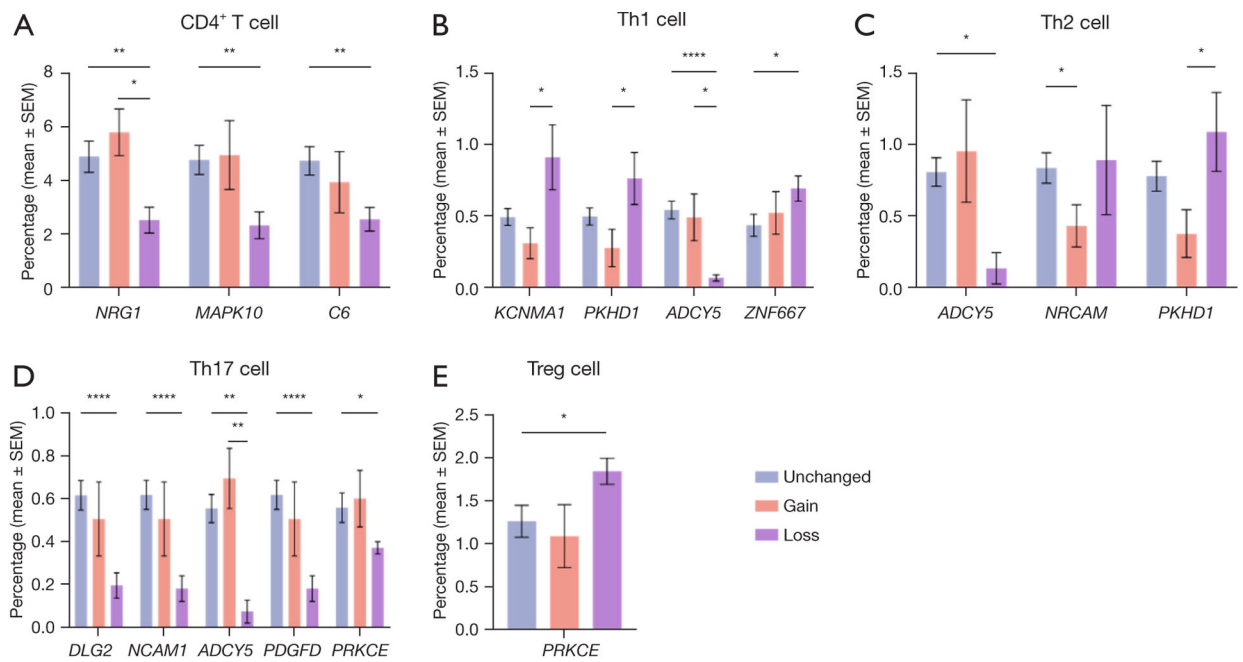 A
CD4+ T cell
Percentage (mean ± SEM)
8
6
4
2
0
** ** **
*
NRG1 MAPK10 C6
B
Th1 cell
Percentage (mean ± SEM)
1.5
1.0
0.5
0.0
**** *
* * *
KCNMA1 PKHD1 ADCY5 ZNF667
C
Th2 cell
Percentage (mean ± SEM)
1.5
1.0
0.5
0.0
* *
*
ADCY5 NRCAM PKHD1
D
Th17 cell
Percentage (mean ± SEM)
1.0
0.8
0.6
0.4
0.2
0.0
**** **** ** **** *
**
DLG2 NCAM1 ADCY5 PDGFD PRKCE
E
Treg cell
Percentage (mean ± SEM)
2.5
2.0
1.5
1.0
0.5
0.0
*
PRKCE
Unchanged
Gain
Loss